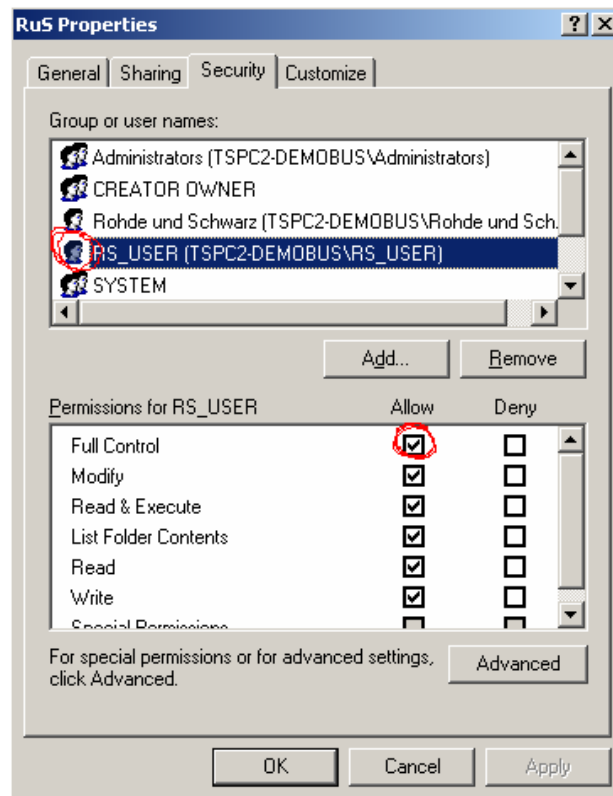 RuS Properties
General Sharing Security Customize
Group or user names:
Administrators (TSPC2-DEMOBUS\Administrators)
CREATOR OWNER
Rohde und Schwarz (TSPC2-DEMOBUS\Rohde und Sch.
RS_USER (TSPC2-DEMOBUS\RS_USER)
SYSTEM
Add... Remove
Permissions for RS_USER Allow Deny
Full Control
Modify
Read & Execute
List Folder Contents
Read
Write
Special Permissions
For special permissions or for advanced settings,
click Advanced.
Advanced
OK Cancel Apply